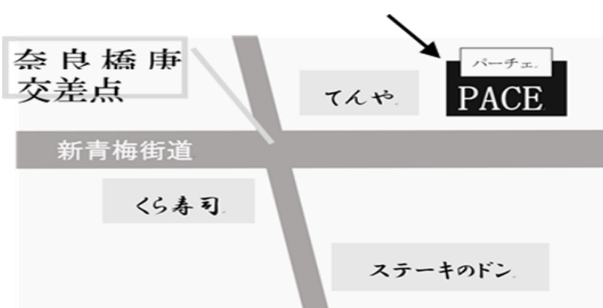 奈良橋庚
交差点
パーチェ
PACE
てんや
新青梅街道
くら寿司
ステーキのドン